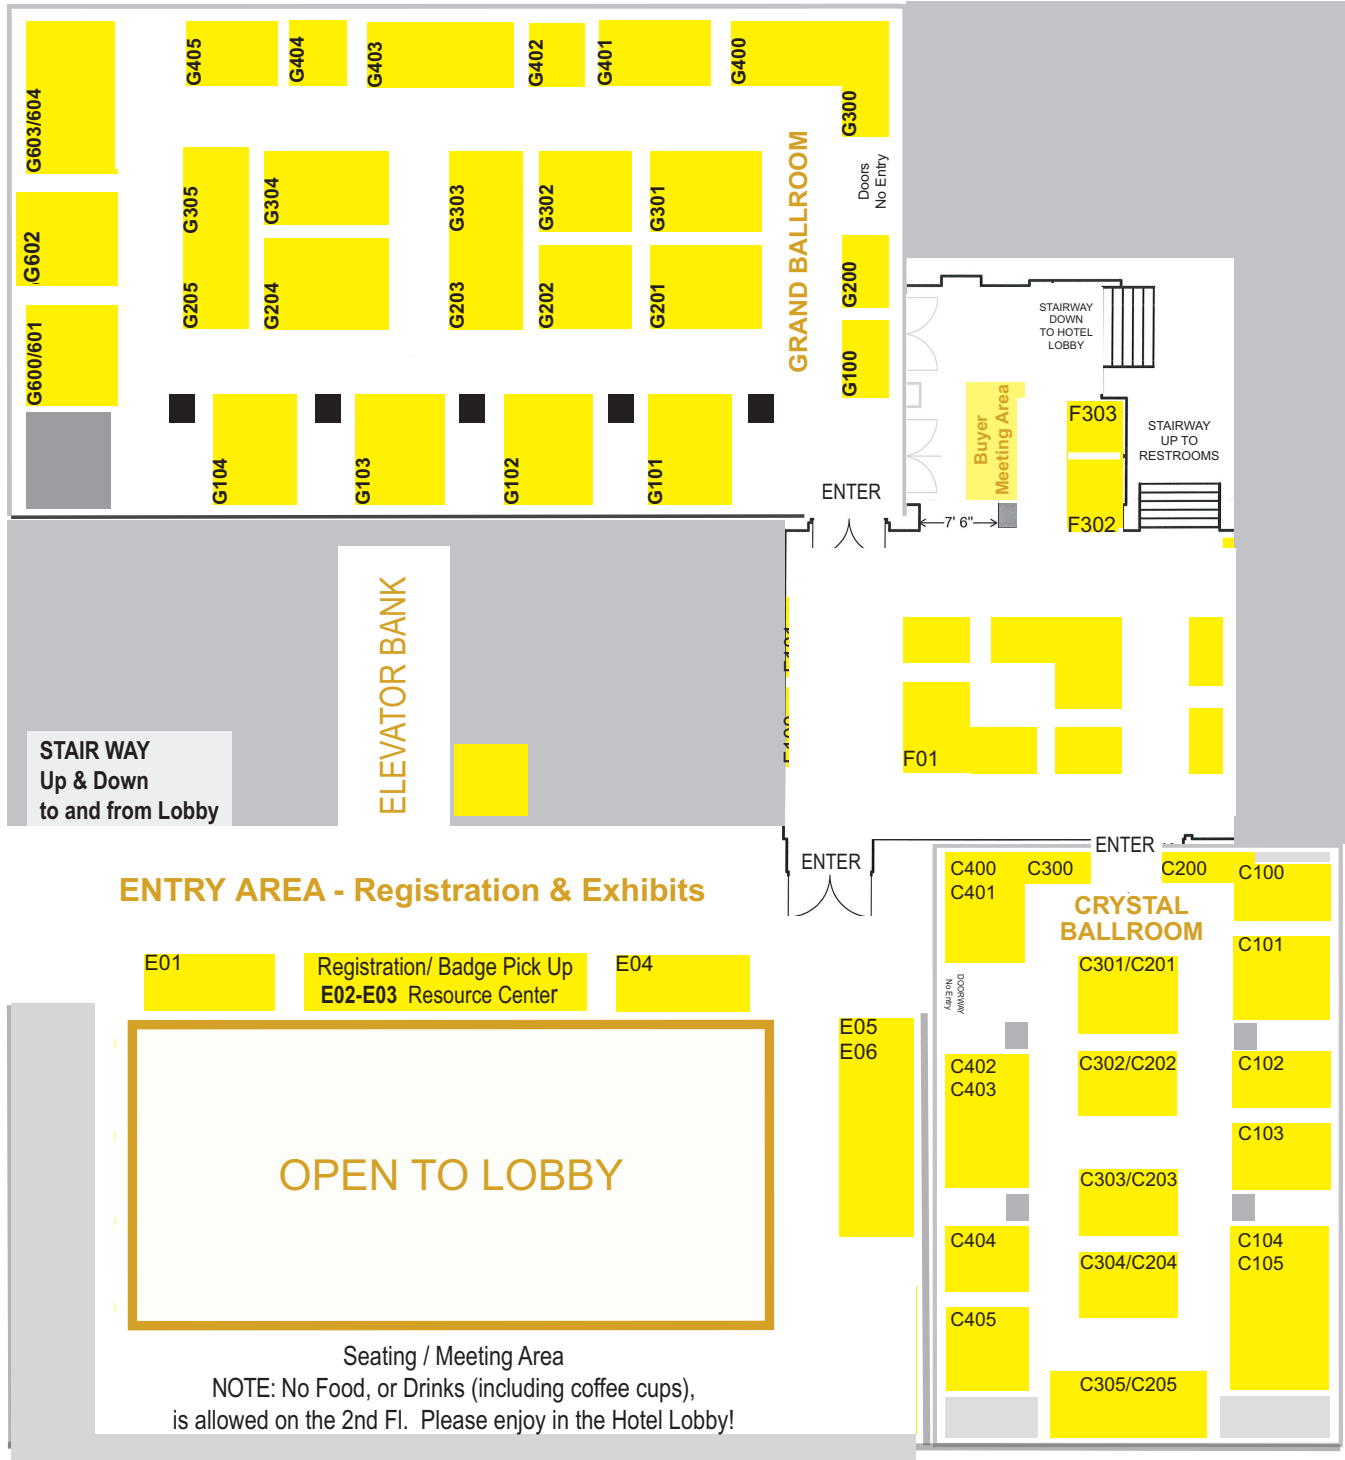 G405
G404
G403
G402
G401
G400
G603/604
G300
Doors
No Entry
G305
G304
G303
G302
G301
GRAND BALLROOM
G602
G205
G204
G203
G202
G201
G200
G600/601
G100
STAIRWAY
DOWN
TO HOTEL
LOBBY
Buyer
Meeting Area
F303
STAIRWAY
UP TO
RESTROOMS
G104
G103
G102
G101
ENTER
7' 6"
F302
ELEVATOR BANK
F01
STAIR WAY
Up & Down
to and from Lobby
ENTER
ENTER
ENTRY AREA - Registration & Exhibits
C400
C401
C300
C200
C100
CRYSTAL
BALLROOM
E01
Registration/ Badge Pick Up
E02-E03 Resource Center
E04
C101
C301/C201
DOORWAY
No Entry
E05
E06
C402
C403
C302/C202
C102
C103
OPEN TO LOBBY
C303/C203
C404
C304/C204
C104
C105
C405
Seating / Meeting Area
NOTE: No Food, or Drinks (including coffee cups),
is allowed on the 2nd Fl. Please enjoy in the Hotel Lobby!
C305/C205